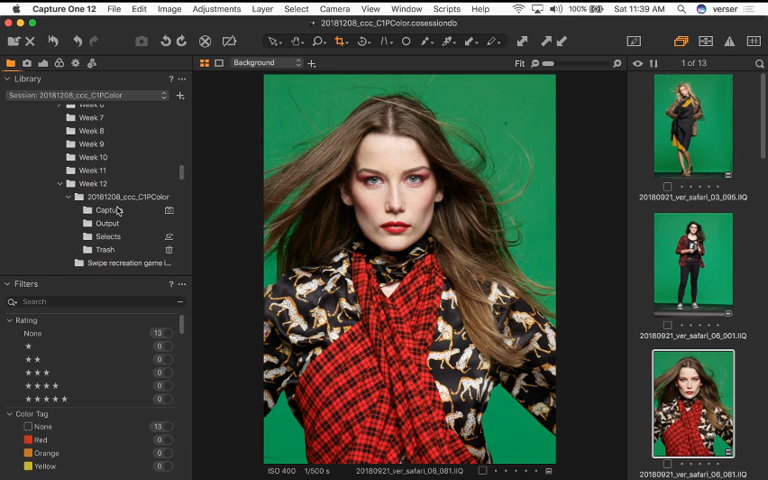 Capture One 12 File Edit Image Adjustments Layer Select Camera View Window Scripts Help 100% Sat 11:39 AM verser
20181208_ccc_C1PColor.cosessiondb
Library ? ...
Background
Fit
1 of 13
Session: 20181208_ccc_C1PColor
Week 6
Week 7
Week 8
Week 9
Week 10
Week 11
Week 12
20181208_ccc_C1PColor
Capture
Output
Selects
Trash
Swipe recreation game i...
Filters ? ...
Search
Rating
None 13
★ 0
★★ 0
★★★ 0
★★★★ 0
★★★★★ 0
Color Tag
None 13
Red 0
Orange 0
Yellow 0
ISO 400 1/500 s 20180921_ver_safari_06_081.IIQ
20180921_ver_safari_03_095.IIQ
20180921_ver_safari_06_001.IIQ
20180921_ver_safari_06_081.IIQ